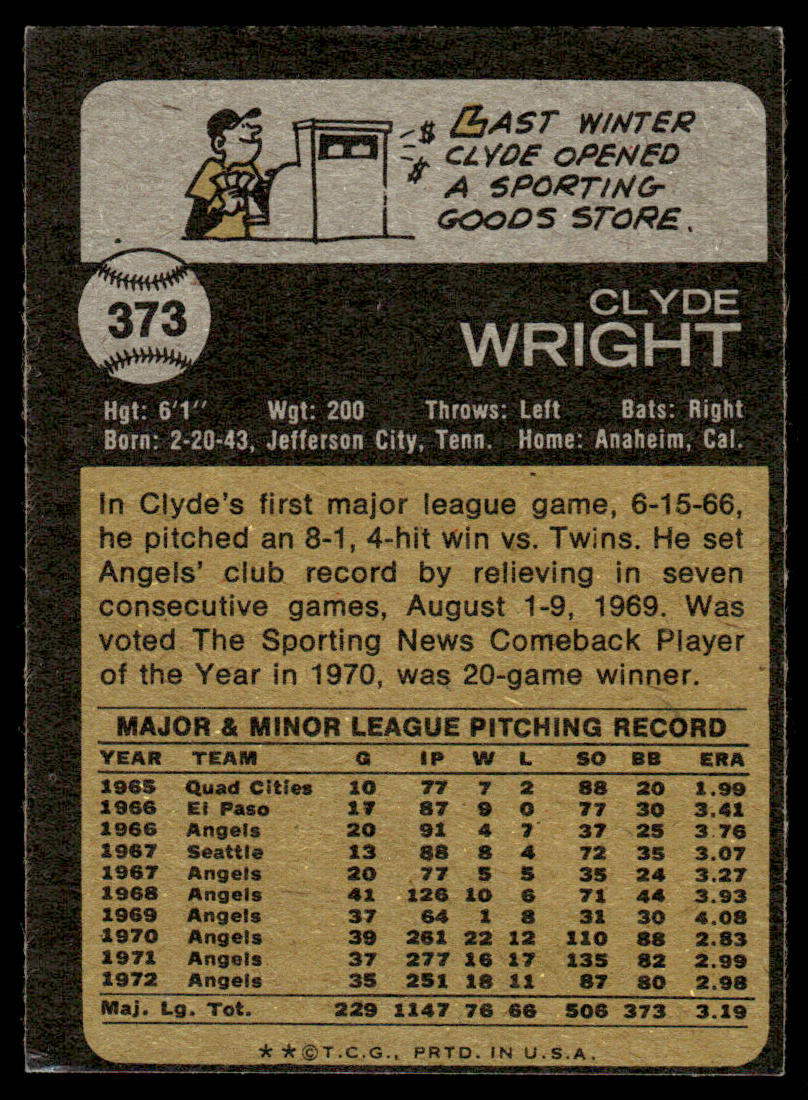 $ LAST WINTER
$ CLYDE OPENED
A SPORTING
GOODS STORE.
373
CLYDE
WRIGHT
Hgt: 6'1" Wgt: 200 Throws: Left Bats: Right
Born: 2-20-43, Jefferson City, Tenn. Home: Anaheim, Cal.
In Clyde's first major league game, 6-15-66,
he pitched an 8-1, 4-hit win vs. Twins. He set
Angels' club record by relieving in seven
consecutive games, August 1-9, 1969. Was
voted The Sporting News Comeback Player
of the Year in 1970, was 20-game winner.
MAJOR & MINOR LEAGUE PITCHING RECORD
YEAR TEAM G IP W L SO BB ERA
1965 Quad Cities 10 77 7 2 88 20 1.99
1966 El Paso 17 87 9 0 77 30 3.41
1966 Angels 20 91 4 7 37 25 3.76
1967 Seattle 13 88 8 4 72 35 3.07
1967 Angels 20 77 5 5 35 24 3.27
1968 Angels 41 126 10 6 71 44 3.93
1969 Angels 37 64 1 8 31 30 4.08
1970 Angels 39 261 22 12 110 88 2.83
1971 Angels 37 277 16 17 135 82 2.99
1972 Angels 35 251 18 11 87 80 2.98
Maj. Lg. Tot. 229 1147 76 66 506 373 3.19
* * © T.C.G., PRTD. IN U.S.A.